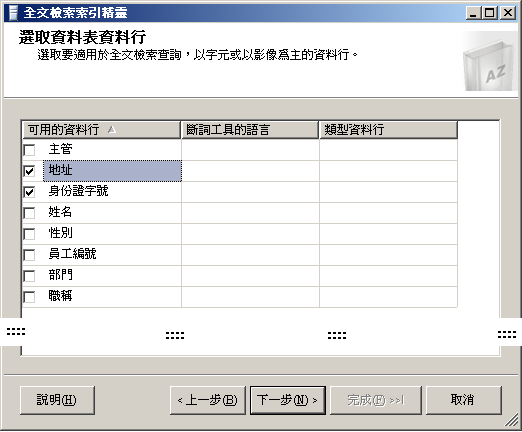 全文檢索索引精靈
選取資料表資料行
選取要適用於全文檢索查詢，以字元或以影像為主的資料行。
AZ
可用的資料行 斷詞工具的語言 類型資料行
主管
地址
身份證字號
姓名
性別
員工編號
部門
職稱
說明(H) < 上一步(B) 下一步(N) > 完成(F) >>| 取消